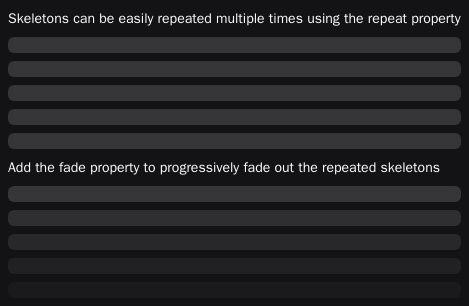 Skeletons can be easily repeated multiple times using the repeat property
Add the fade property to progressively fade out the repeated skeletons